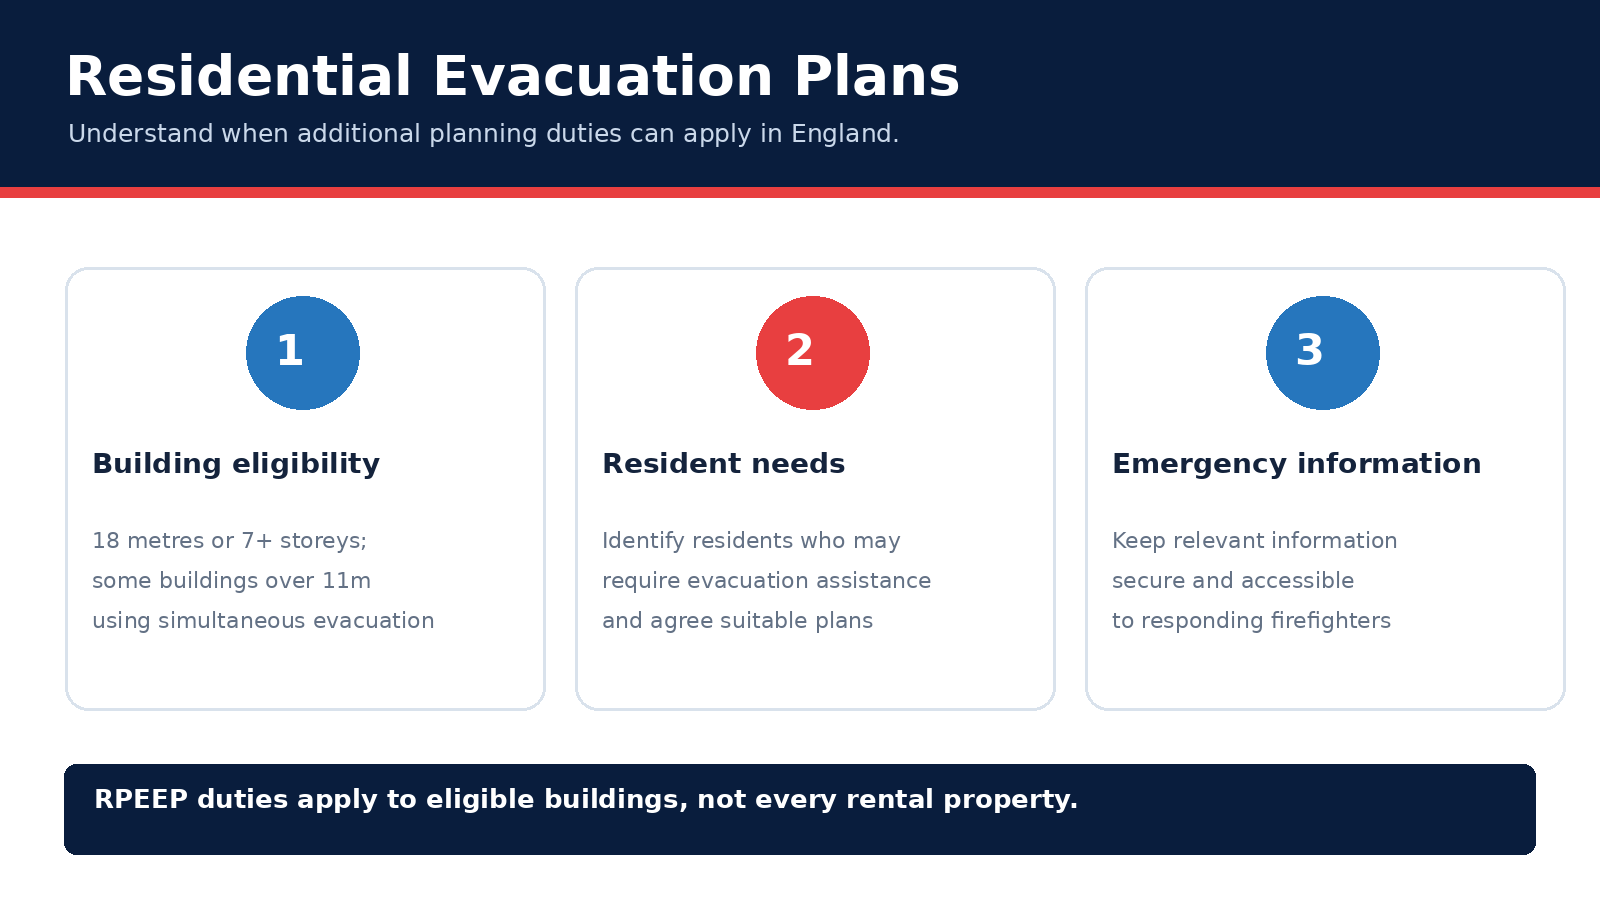 Residential Evacuation Plans
Understand when additional planning duties can apply in England.
1
Building eligibility
18 metres or 7+ storeys;
some buildings over 11m
using simultaneous evacuation
2
Resident needs
Identify residents who may
require evacuation assistance
and agree suitable plans
3
Emergency information
Keep relevant information
secure and accessible
to responding firefighters
RPEEP duties apply to eligible buildings, not every rental property.